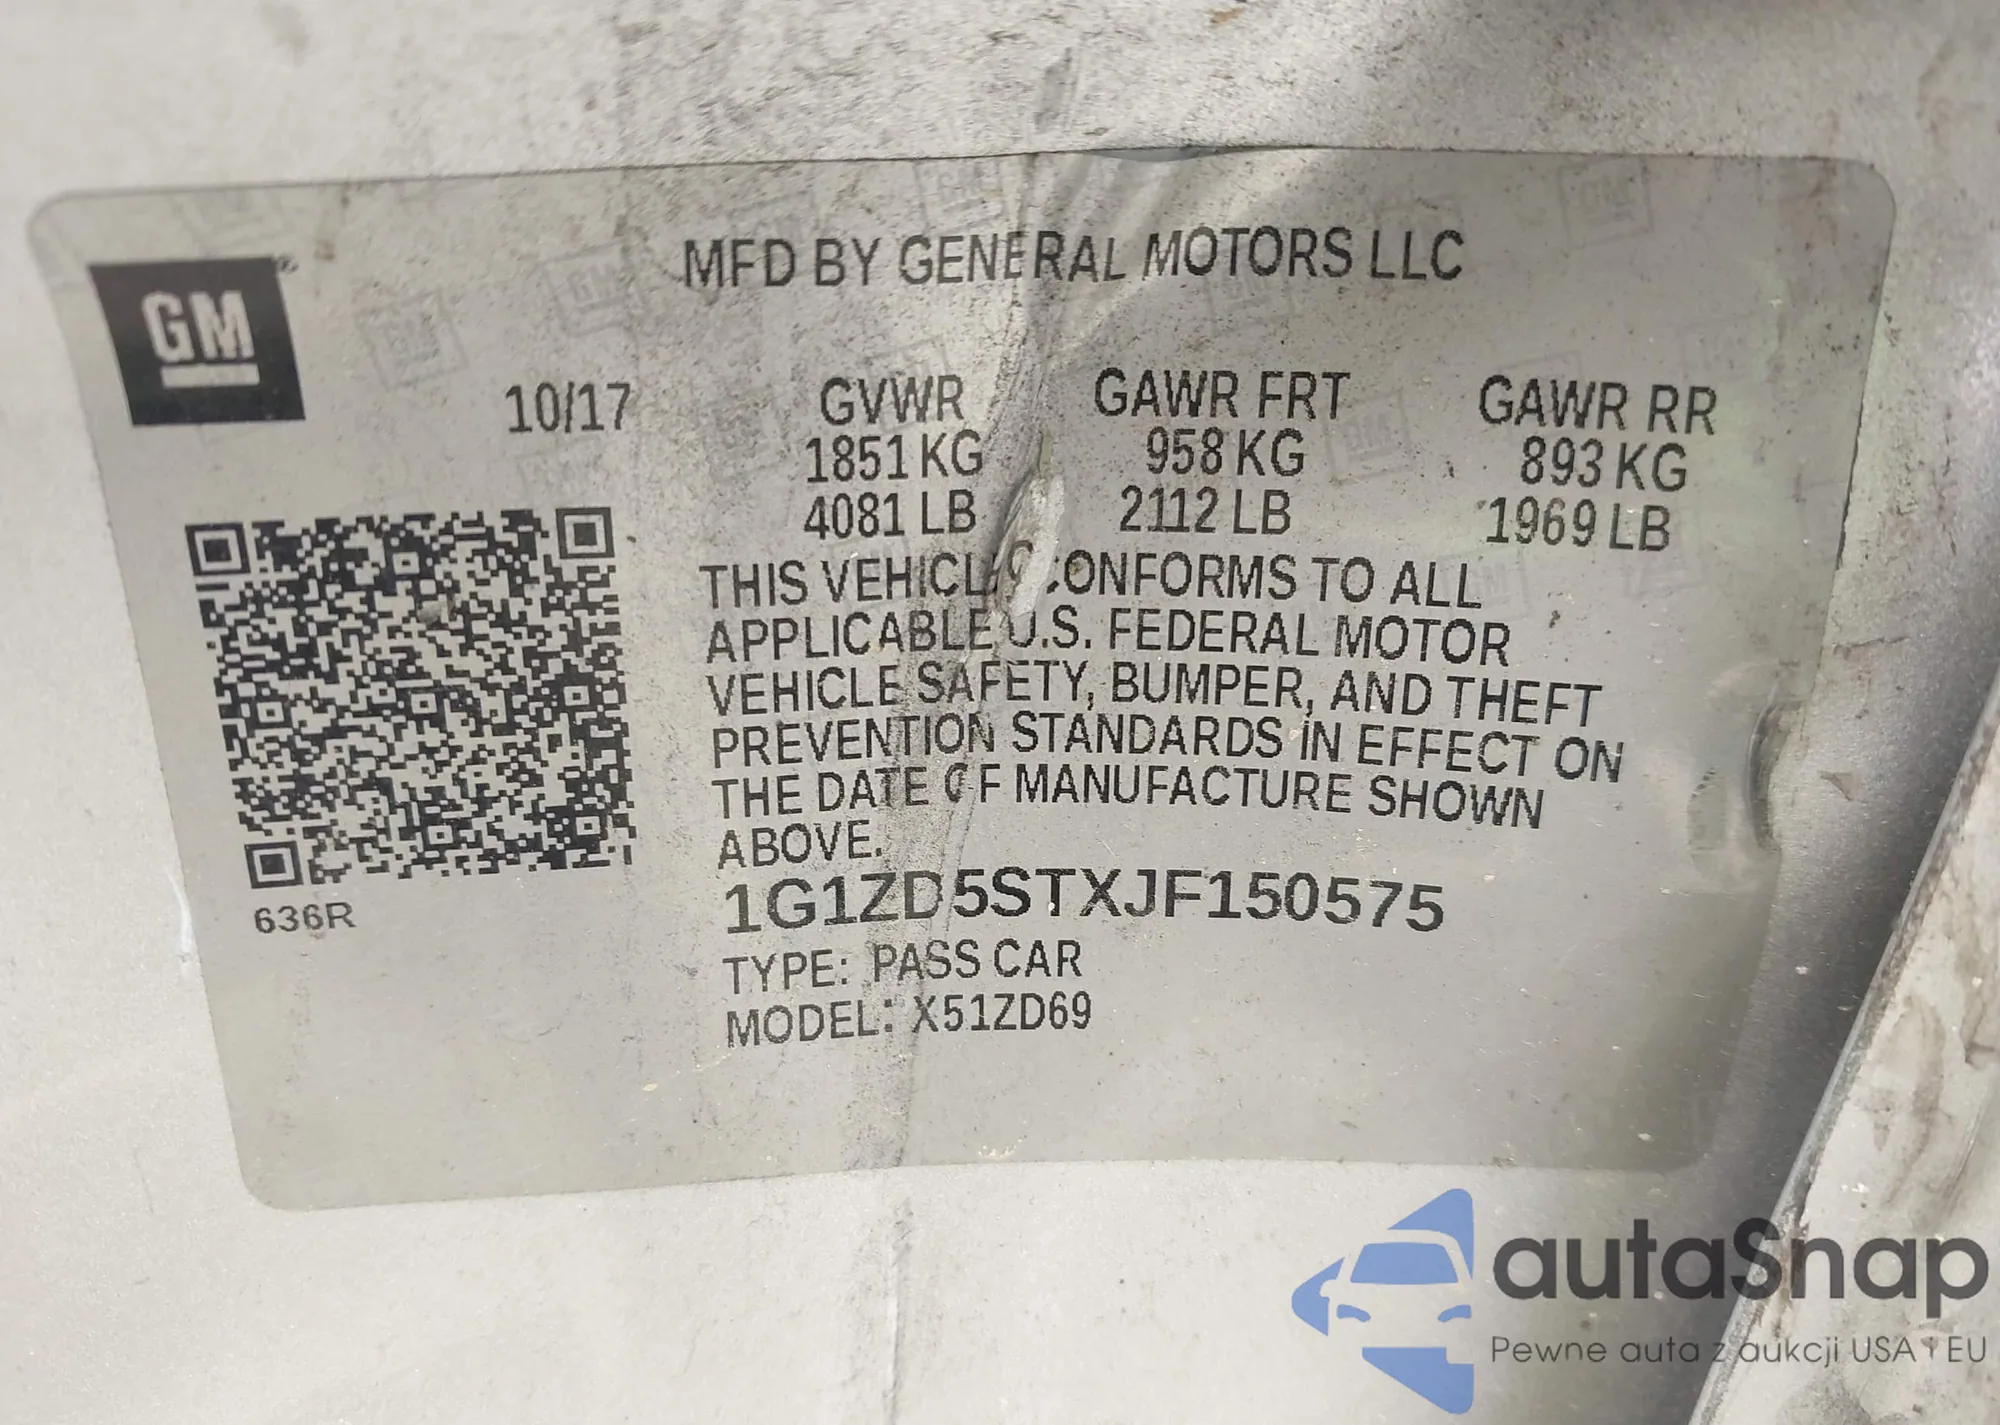 MFD BY GENERAL MOTORS LLC
GM
10/17 GVWR GAWR FRT GAWR RR
1851 KG 958 KG 893 KG
4081 LB 2112 LB 1969 LB
THIS VEHICLE CONFORMS TO ALL
APPLICABLE U.S. FEDERAL MOTOR
VEHICLE SAFETY, BUMPER, AND THEFT
PREVENTION STANDARDS IN EFFECT ON
THE DATE OF MANUFACTURE SHOWN
ABOVE.
1G1ZD5STXJF150575
636R
TYPE: PASS CAR
MODEL: X51ZD69
autaSnap
Pewne auta z aukcji USA i EU